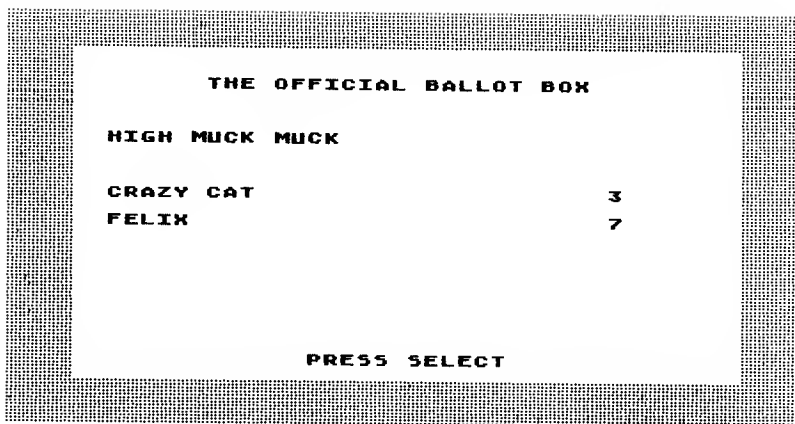 THE OFFICIAL BALLOT BOX
HIGH MUCK MUCK
CRAZY CAT 3
FELIX 7
PRESS SELECT